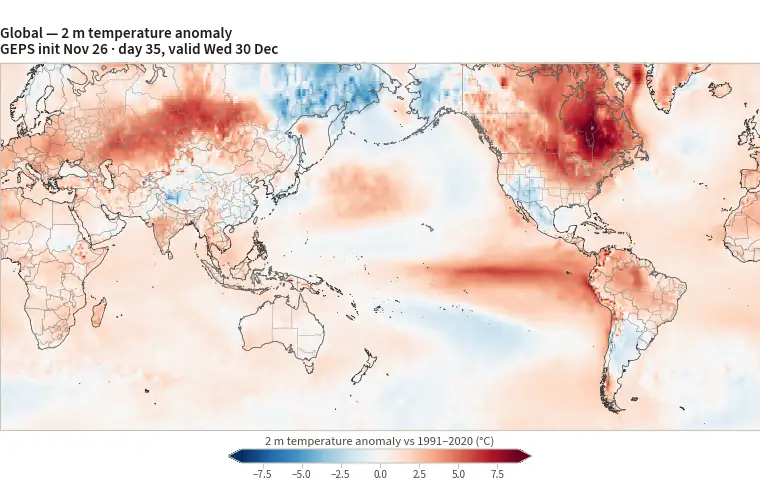 Global — 2 m temperature anomaly
GEPS init Nov 26 · day 35, valid Wed 30 Dec
2 m temperature anomaly vs 1991–2020 (°C)
−7.5 −5.0 −2.5 0.0 2.5 5.0 7.5